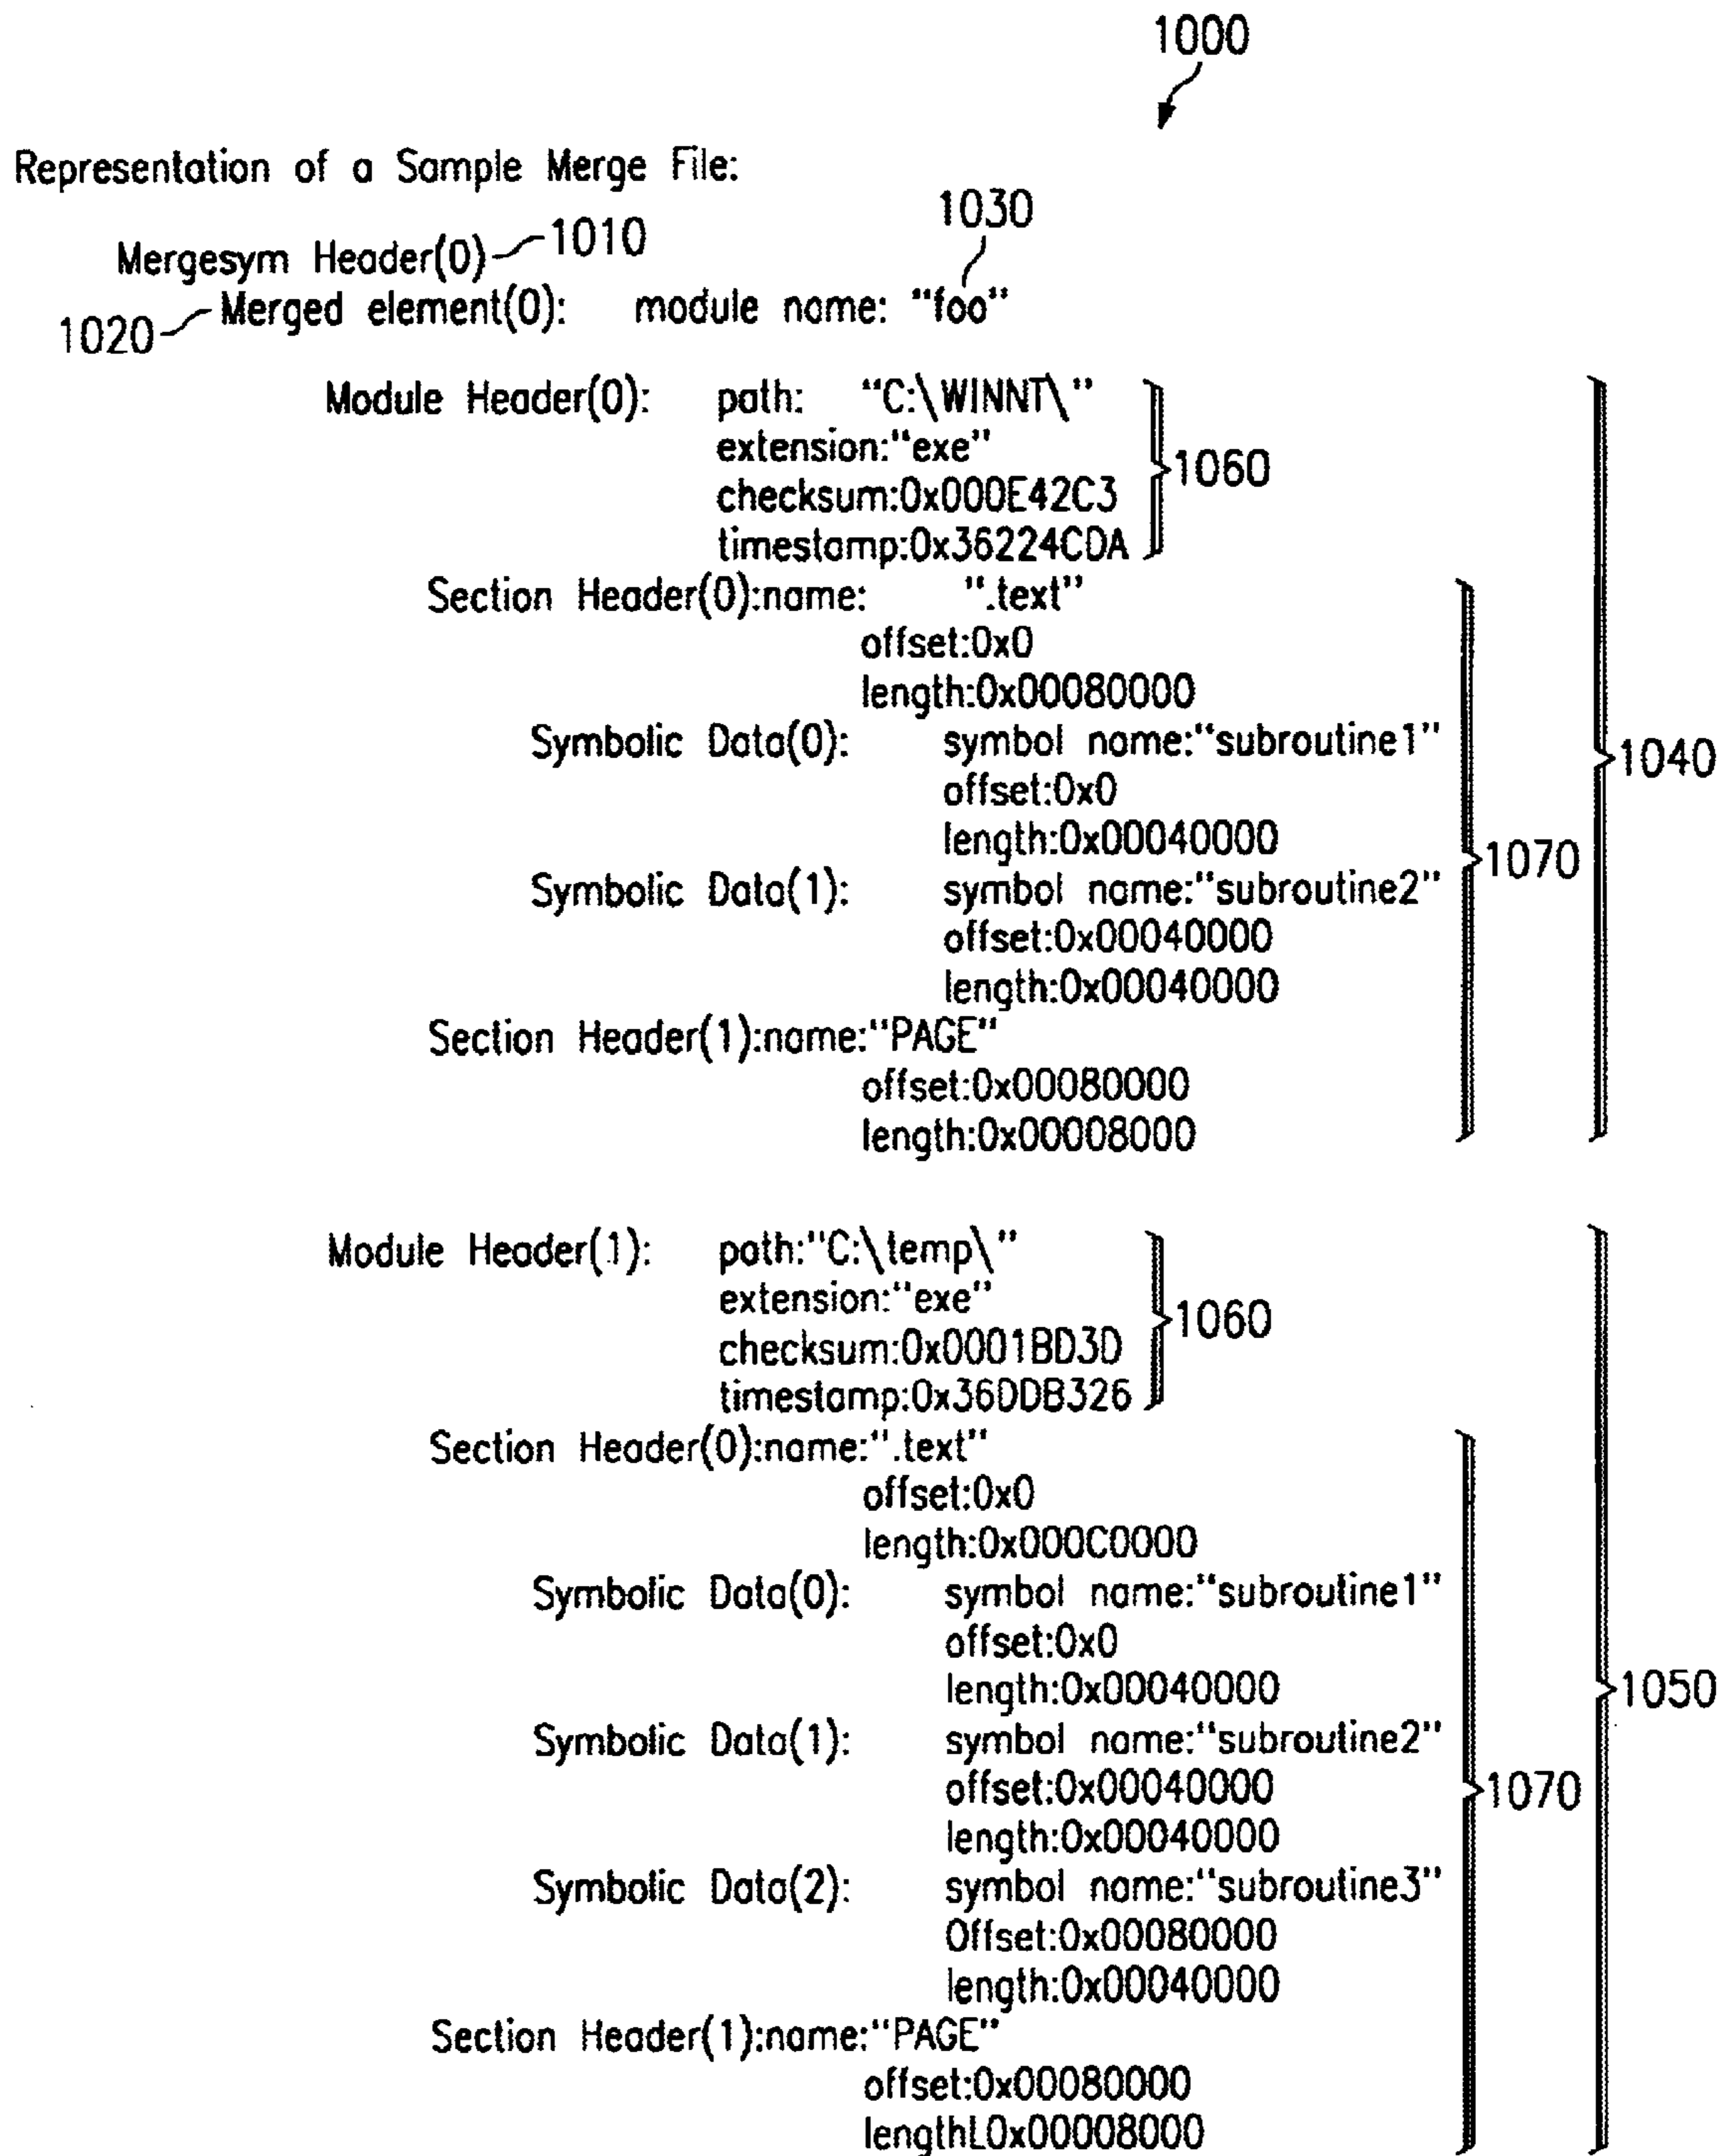 1000
Representation of a Sample Merge File:
1030
Mergesym Header(0) 1010
1020 Merged element(0): module name: "foo"
Module Header(0): path: "C:\WINNT\"
extension:"exe"
1060
checksum:0x000E42C3
timestamp:0x36224CDA
Section Header(0):name: ".text"
offset:0x0
length:0x00080000
Symbolic Data(0): symbol name:"subroutine1"
1040
offset:0x0
length:0x00040000
1070
Symbolic Data(1): symbol name:"subroutine2"
offset:0x00040000
length:0x00040000
Section Header(1):name:"PAGE"
offset:0x00080000
length:0x00008000
Module Header(1): path:"C:\temp\"
extension:"exe"
1060
checksum:0x0001BD3D
timestamp:0x36DDB326
Section Header(0):name:".text"
offset:0x0
length:0x000C0000
Symbolic Data(0): symbol name:"subroutine1"
offset:0x0
length:0x00040000
1050
Symbolic Data(1): symbol name:"subroutine2"
offset:0x00040000
1070
length:0x00040000
Symbolic Data(2): symbol name:"subroutine3"
Offset:0x00080000
length:0x00040000
Section Header(1):name:"PAGE"
offset:0x00080000
lengthL0x00008000